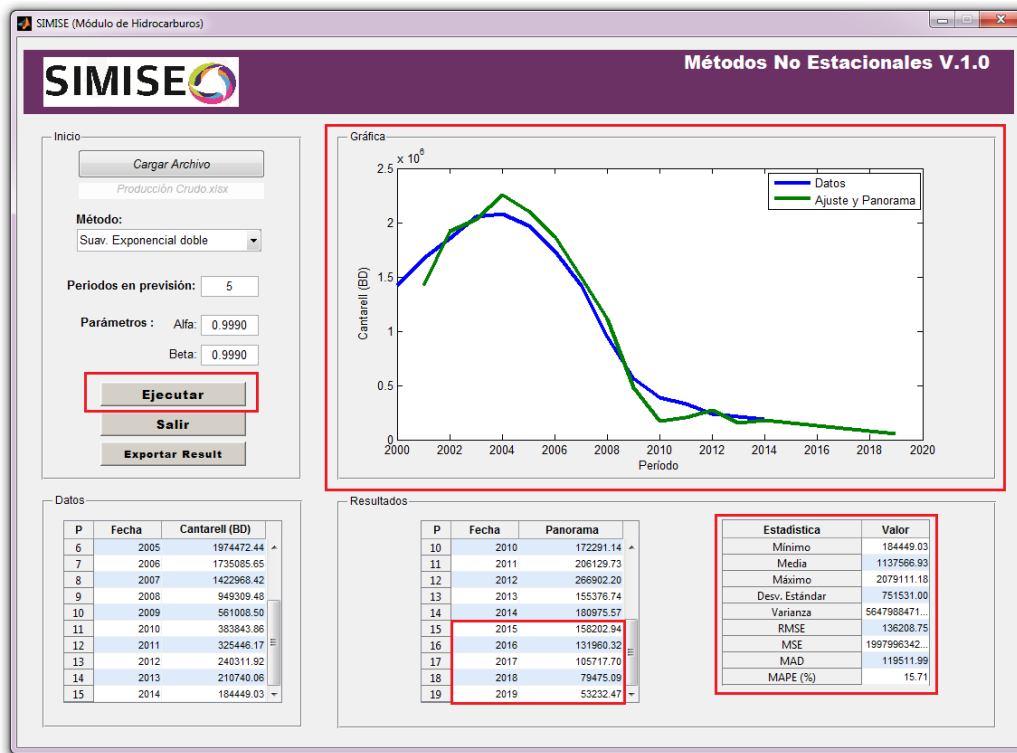 SIMISE (Módulo de Hidrocarburos)
SIMISE
Métodos No Estacionales V.1.0
Inicio
Cargar Archivo
Producción Crudo.xlsx
Método:
Suav. Exponencial doble
Periodos en previsión: 5
Parámetros : Alfa: 0.9990
Beta: 0.9990
Ejecutar
Salir
Exportar Result
Gráfica
x 10^6
2.5
2
1.5
1
0.5
0
Cantarell (BD)
2000 2002 2004 2006 2008 2010 2012 2014 2016 2018 2020
Período
Datos
Ajuste y Panorama
Datos
P Fecha Cantarell (BD)
6 2005 1974472.44
7 2006 1735085.65
8 2007 1422968.42
9 2008 949309.48
10 2009 561008.50
11 2010 383843.86
12 2011 325446.17
13 2012 240311.92
14 2013 210740.06
15 2014 184449.03
Resultados
P Fecha Panorama
10 2010 172291.14
11 2011 206129.73
12 2012 266902.20
13 2013 155376.74
14 2014 180975.57
15 2015 158202.94
16 2016 131960.32
17 2017 105717.70
18 2018 79475.09
19 2019 53232.47
Estadística Valor
Mínimo 184449.03
Media 1137566.93
Máximo 2079111.18
Desv. Estándar 751531.00
Varianza 5647988471...
RMSE 136208.75
MSE 1997996342...
MAD 119511.99
MAPE (%) 15.71